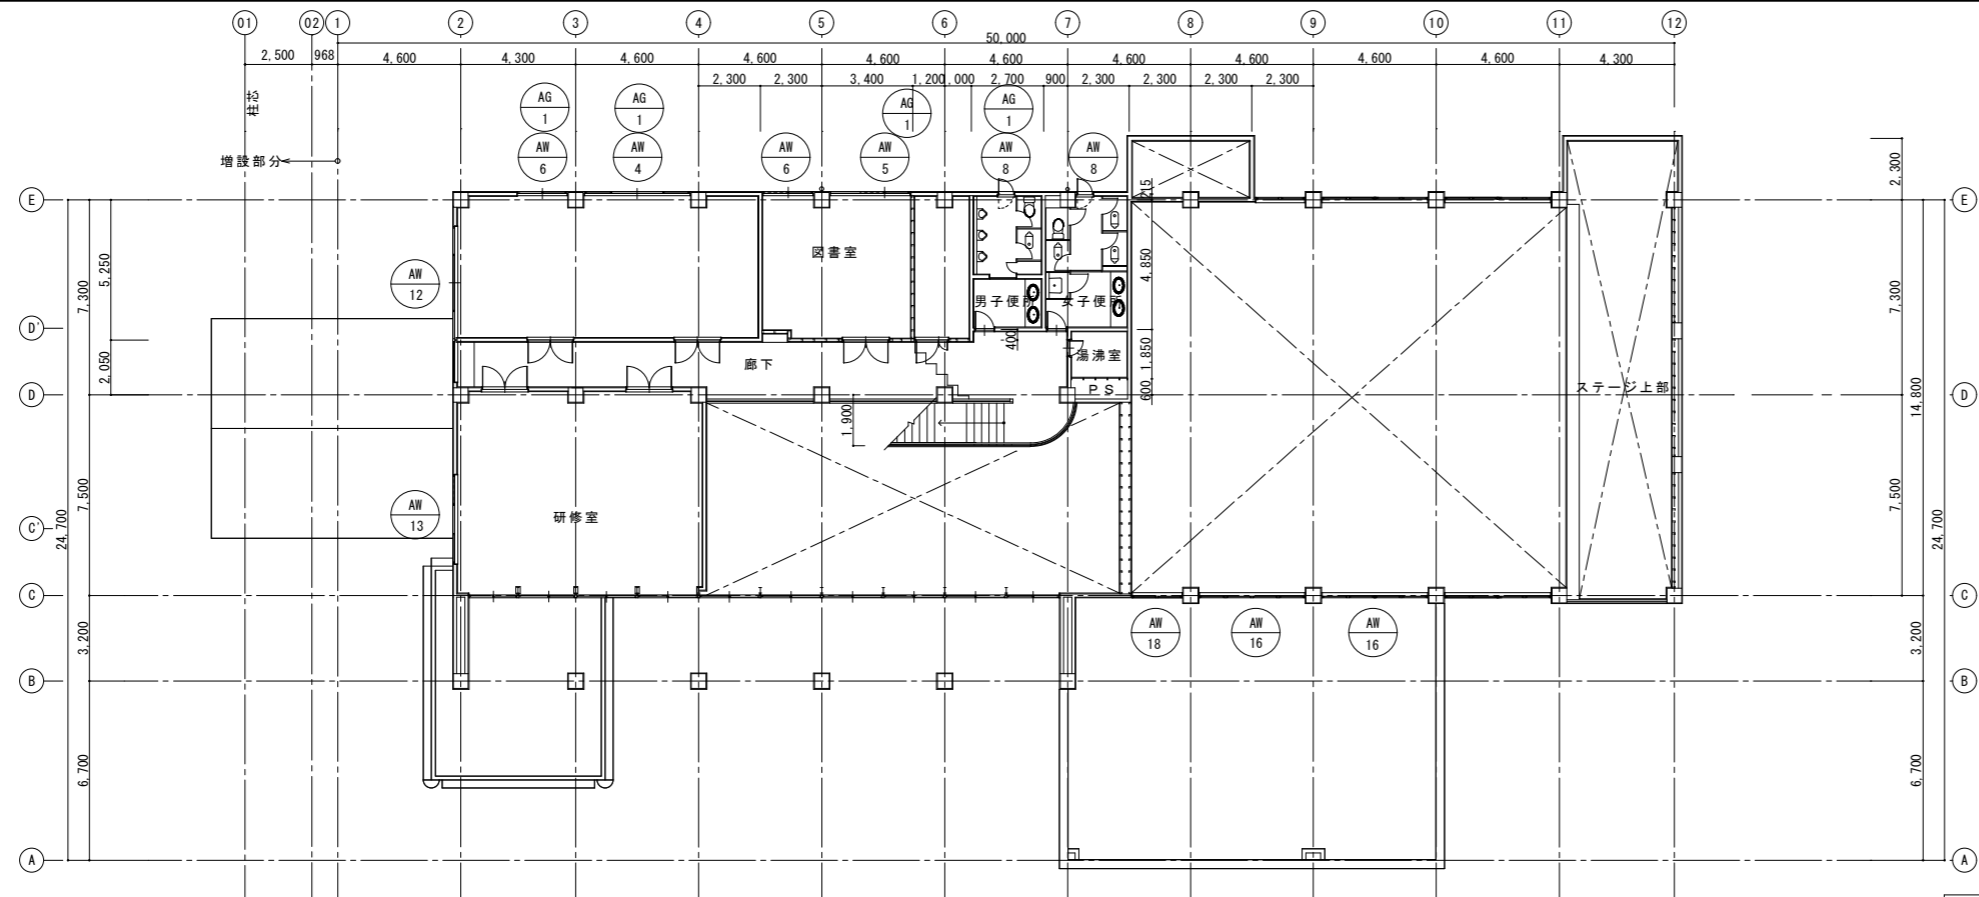 01 02 1 2 3 4 5 6 7 8 9 10 11 12
50,000
2,500 968 4,600 4,300 4,600 4,600 4,600 4,600 4,600 4,600 4,600 4,600 4,300
2,300 2,300 3,400 1,200 1,000 2,700 900 2,300 2,300 2,300 2,300
柱芯
増設部分
AG 1
AG 1
AG 1
AG 1
AW 6
AW 4
AW 6
AW 5
AW 8
AW 8
E
E
2,300
215
図書室
AW 12
5,250
7,300
4,850
7,300
男子便所
女子便所
D'
400
湯沸室
1,850
2,050
廊下
PS
600
ステージ上部
14,800
D
D
1,900
7,500
7,500
AW 13
研修室
C'
24,700
24,700
C
C
AW 18
AW 16
AW 16
3,200
3,200
B
B
6,700
6,700
A
A